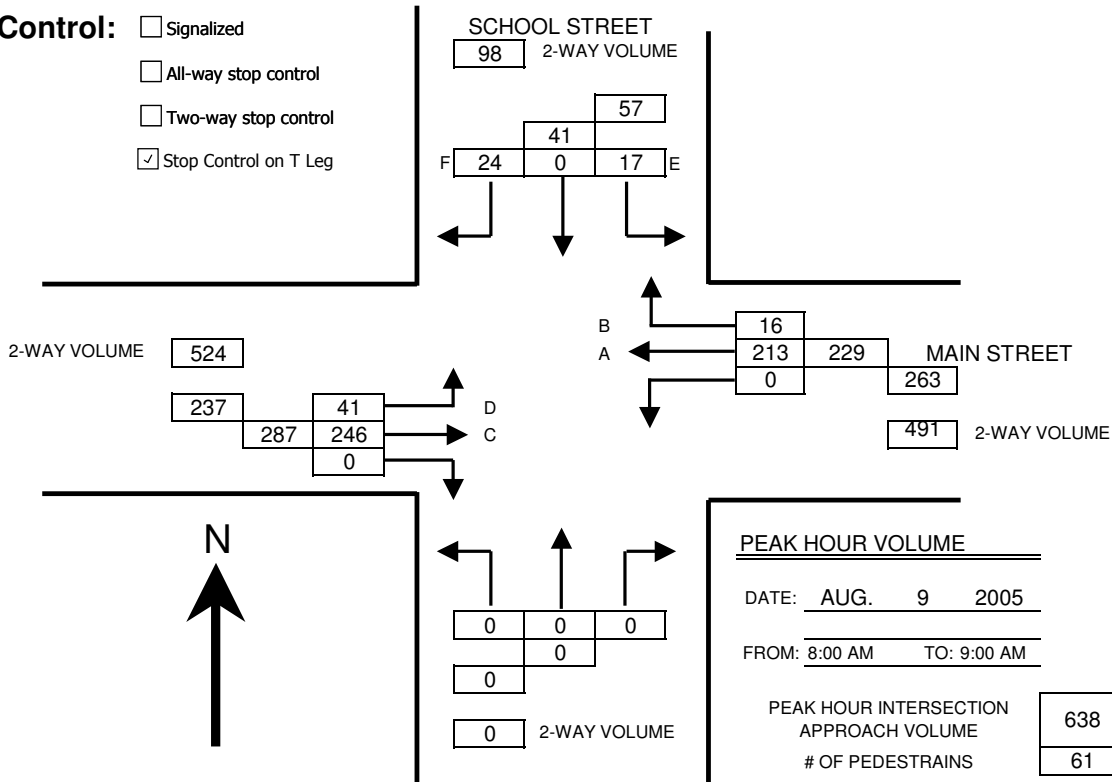 Control:
Signalized
All-way stop control
Two-way stop control
✓ Stop Control on T Leg
SCHOOL STREET
98 2-WAY VOLUME
57
41
F 24 0 17 E
B 16
A 213 229 MAIN STREET
0 263
491 2-WAY VOLUME
2-WAY VOLUME 524
237 41 D
287 246 C
0
N
0 0 0
0
0
0 2-WAY VOLUME
PEAK HOUR VOLUME
DATE: AUG. 9 2005
FROM: 8:00 AM TO: 9:00 AM
PEAK HOUR INTERSECTION
APPROACH VOLUME 638
# OF PEDESTRAINS 61